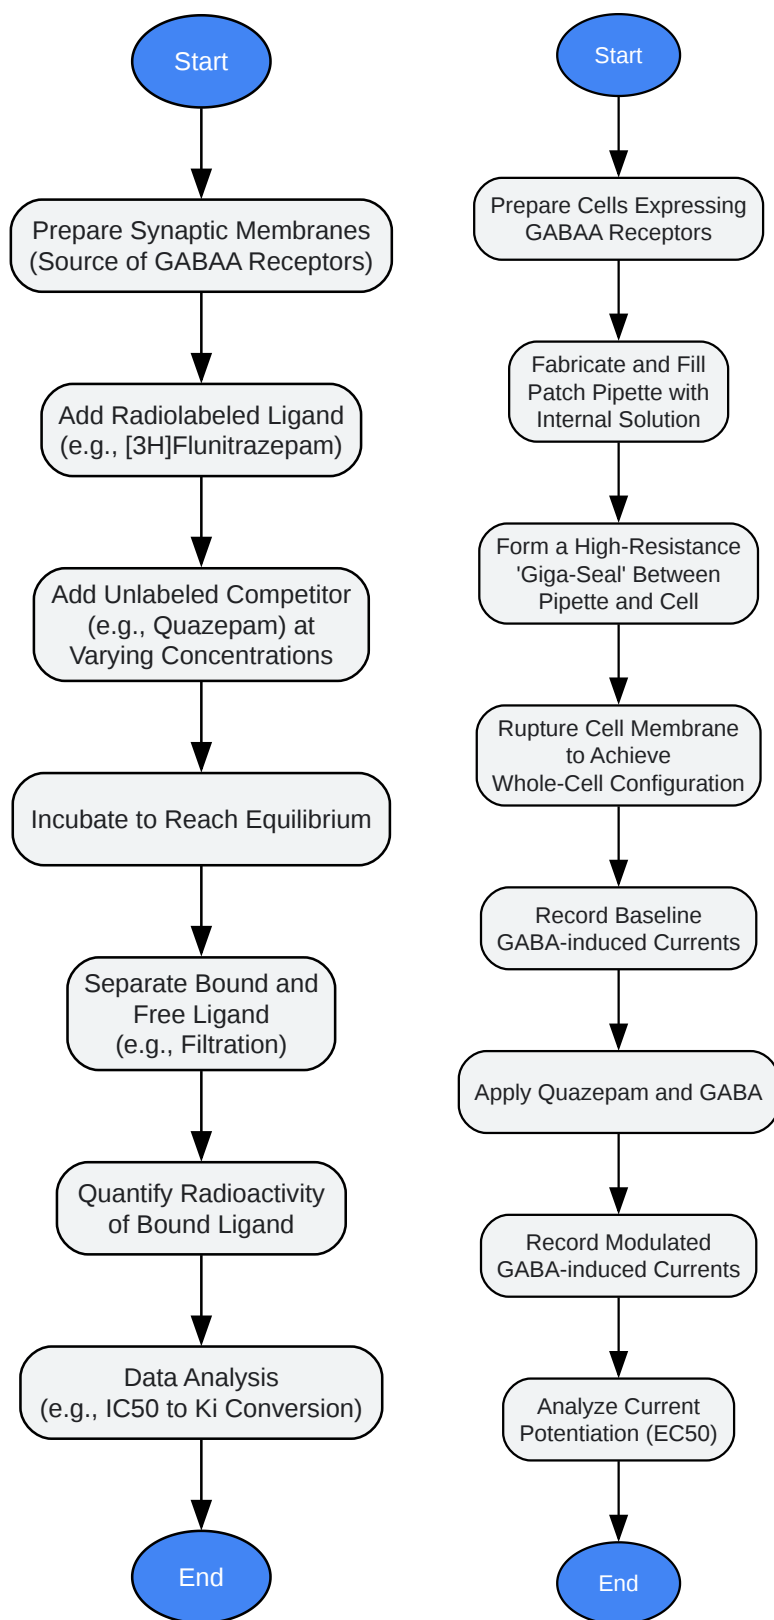 Start
Prepare Synaptic Membranes
(Source of GABAA Receptors)
Add Radiolabeled Ligand
(e.g., [3H]Flunitrazepam)
Add Unlabeled Competitor
(e.g., Quazepam) at
Varying Concentrations
Incubate to Reach Equilibrium
Separate Bound and
Free Ligand
(e.g., Filtration)
Quantify Radioactivity
of Bound Ligand
Data Analysis
(e.g., IC50 to Ki Conversion)
End
Start
Prepare Cells Expressing
GABAA Receptors
Fabricate and Fill
Patch Pipette with
Internal Solution
Form a High-Resistance
'Giga-Seal' Between
Pipette and Cell
Rupture Cell Membrane
to Achieve
Whole-Cell Configuration
Record Baseline
GABA-induced Currents
Apply Quazepam and GABA
Record Modulated
GABA-induced Currents
Analyze Current
Potentiation (EC50)
End